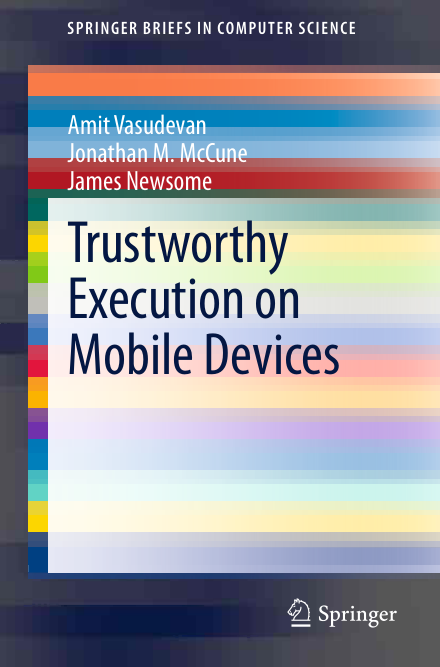 SPRINGER BRIEFS IN COMPUTER SCIENCE
Amit Vasudevan
Jonathan M. McCune
James Newsome
Trustworthy
Execution on
Mobile Devices
Springer